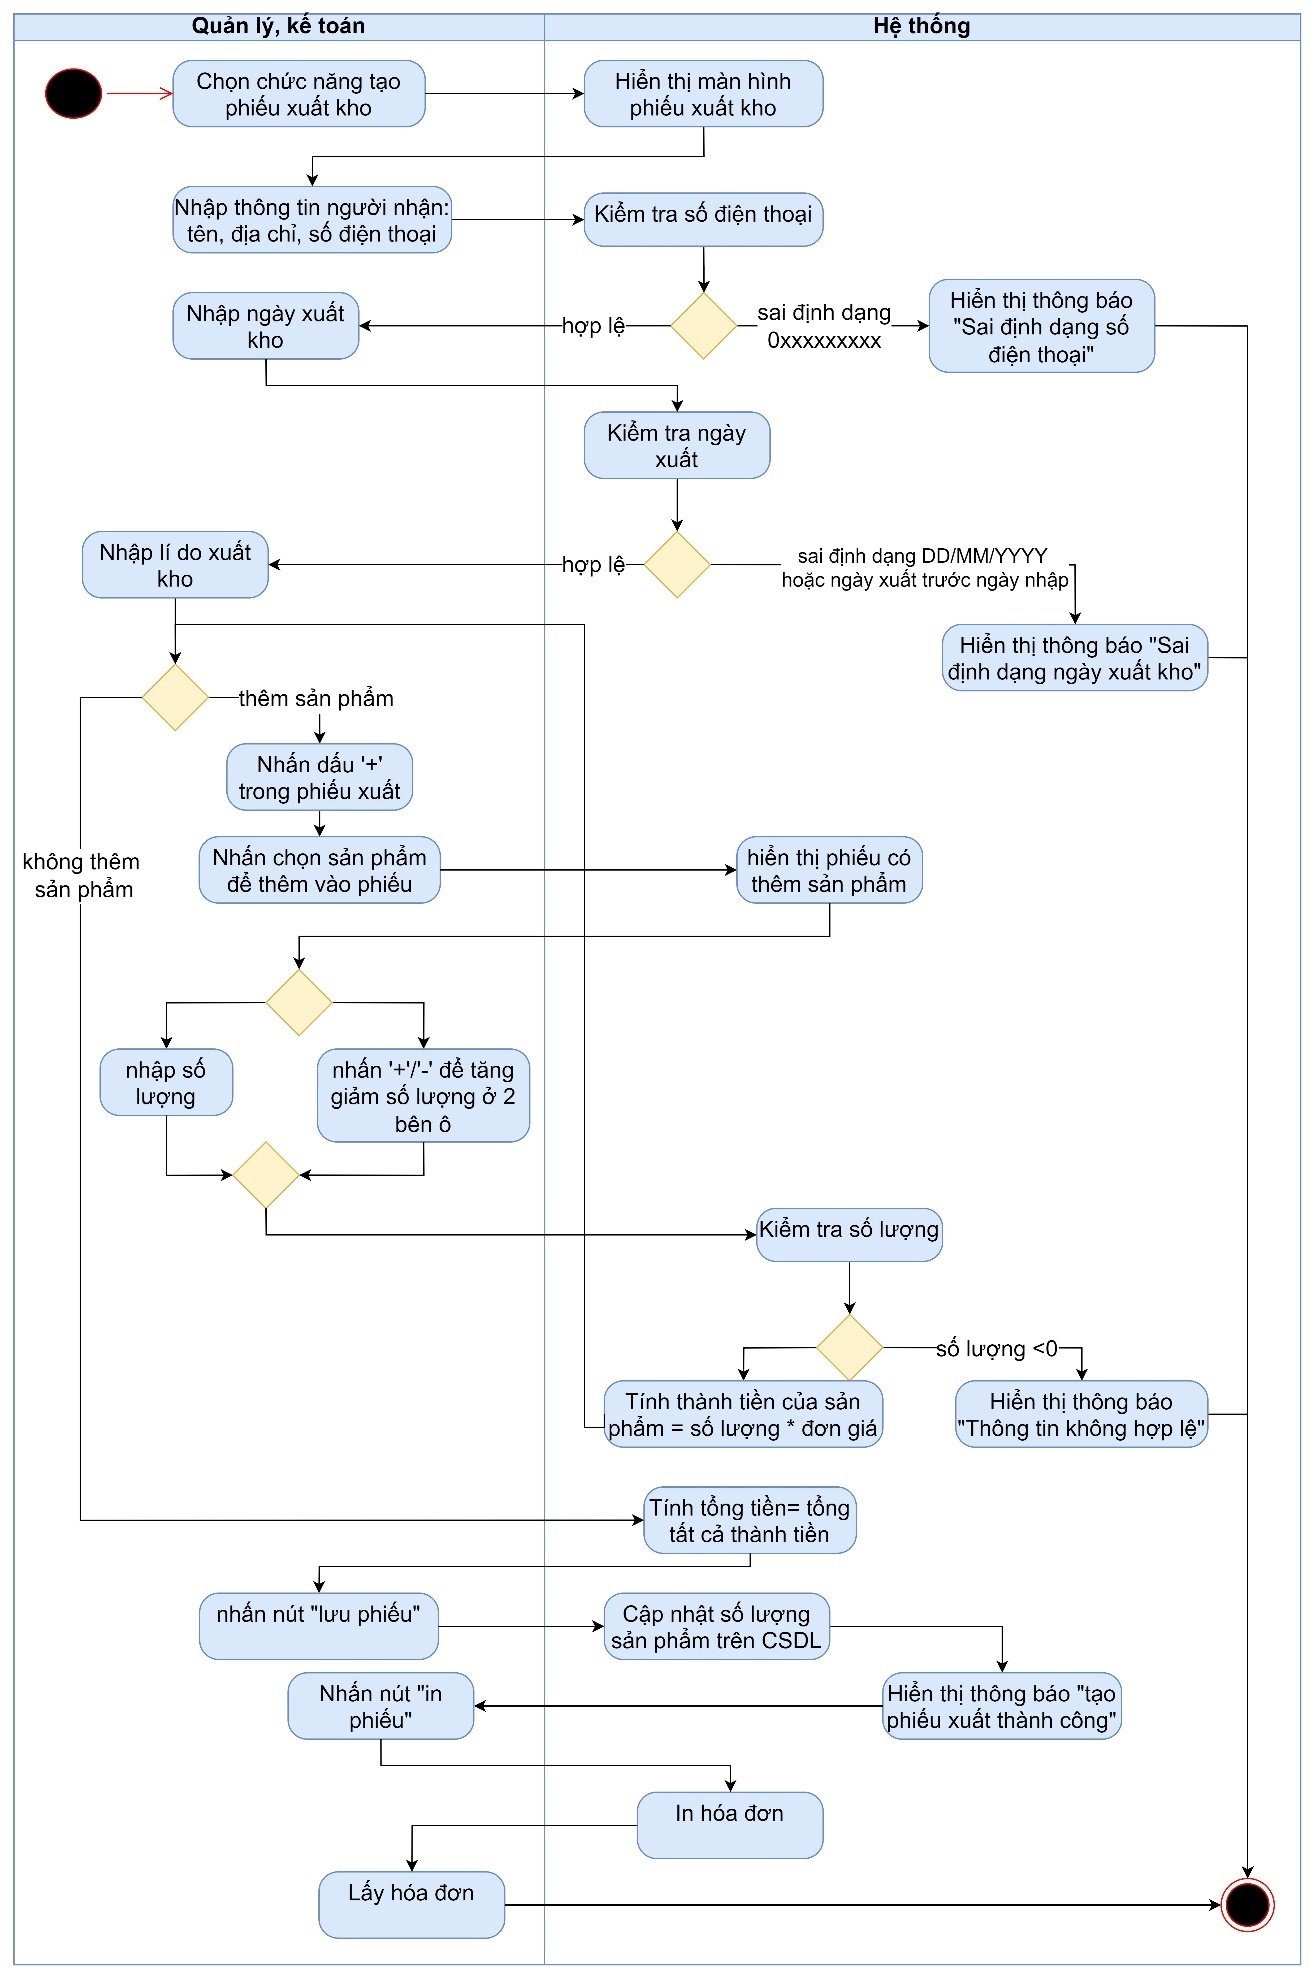 Quản lý, kế toán
Hệ thống
Chọn chức năng tạo
phiếu xuất kho
Hiển thị màn hình
phiếu xuất kho
Nhập thông tin người nhận:
tên, địa chỉ, số điện thoại
Kiểm tra số điện thoại
Nhập ngày xuất
kho
hợp lệ
sai định dạng
0xxxxxxxxx
Hiển thị thông báo
"Sai định dạng số
điện thoại"
Kiểm tra ngày
xuất
Nhập lí do xuất
kho
hợp lệ
sai định dạng DD/MM/YYYY
hoặc ngày xuất trước ngày nhập
Hiển thị thông báo "Sai
định dạng ngày xuất kho"
thêm sản phẩm
Nhấn dấu '+'
trong phiếu xuất
không thêm
sản phẩm
Nhấn chọn sản phẩm
để thêm vào phiếu
hiển thị phiếu có
thêm sản phẩm
nhập số
lượng
nhấn '+'/'-' để tăng
giảm số lượng ở 2
bên ô
Kiểm tra số lượng
số lượng <0
Tính thành tiền của sản
phẩm = số lượng * đơn giá
Hiển thị thông báo
"Thông tin không hợp lệ"
Tính tổng tiền= tổng
tất cả thành tiền
nhấn nút "lưu phiếu"
Cập nhật số lượng
sản phẩm trên CSDL
Nhấn nút "in
phiếu"
Hiển thị thông báo "tạo
phiếu xuất thành công"
In hóa đơn
Lấy hóa đơn